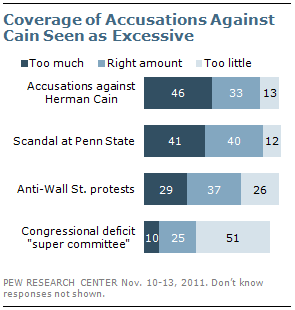 Coverage of Accusations Against
Cain Seen as Excessive
Too much Right amount Too little
Accusations against
Herman Cain
46 33 13
Scandal at Penn State 41 40 12
Anti-Wall St. protests 29 37 26
Congressional deficit
"super committee"
10 25 51
PEW RESEARCH CENTER Nov. 10-13, 2011. Don't know
responses not shown.